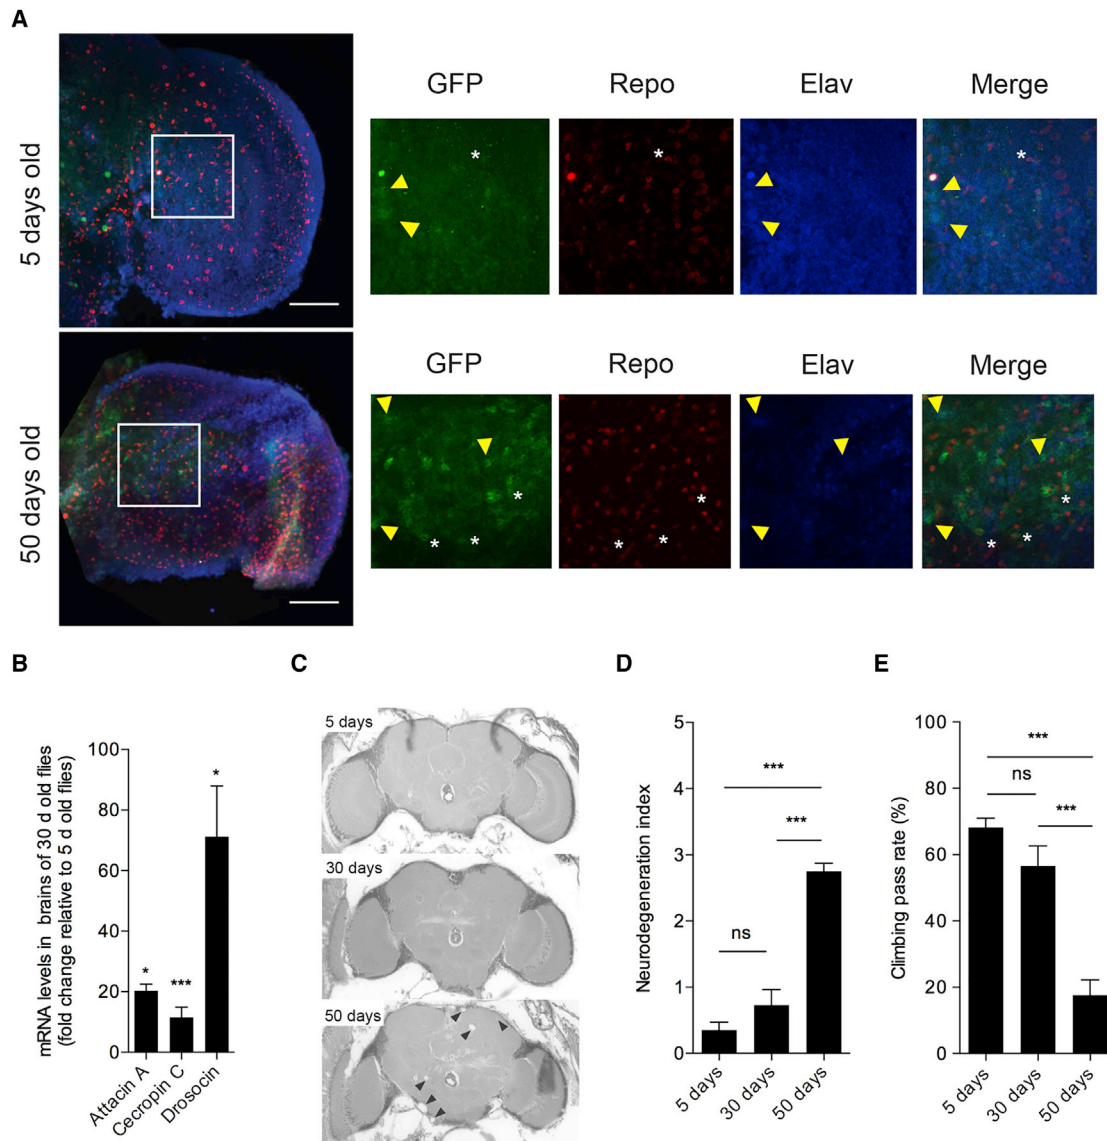 A
5 days old
GFP Repo Elav Merge
* * *
50 days old
GFP Repo Elav Merge
* * *
* * * * * *
B
mRNA levels in brains of 30 d old flies
(fold change relative to 5 d old flies)
100
80
60
40
20
0
* *** *
Attacin A
Cecropin C
Drosocin
C
5 days
30 days
50 days
D
Neurodegeneration index
5
4
3
2
1
0
***
***
ns
5 days
30 days
50 days
E
Climbing pass rate (%)
100
80
60
40
20
0
***
ns
***
5 days
30 days
50 days